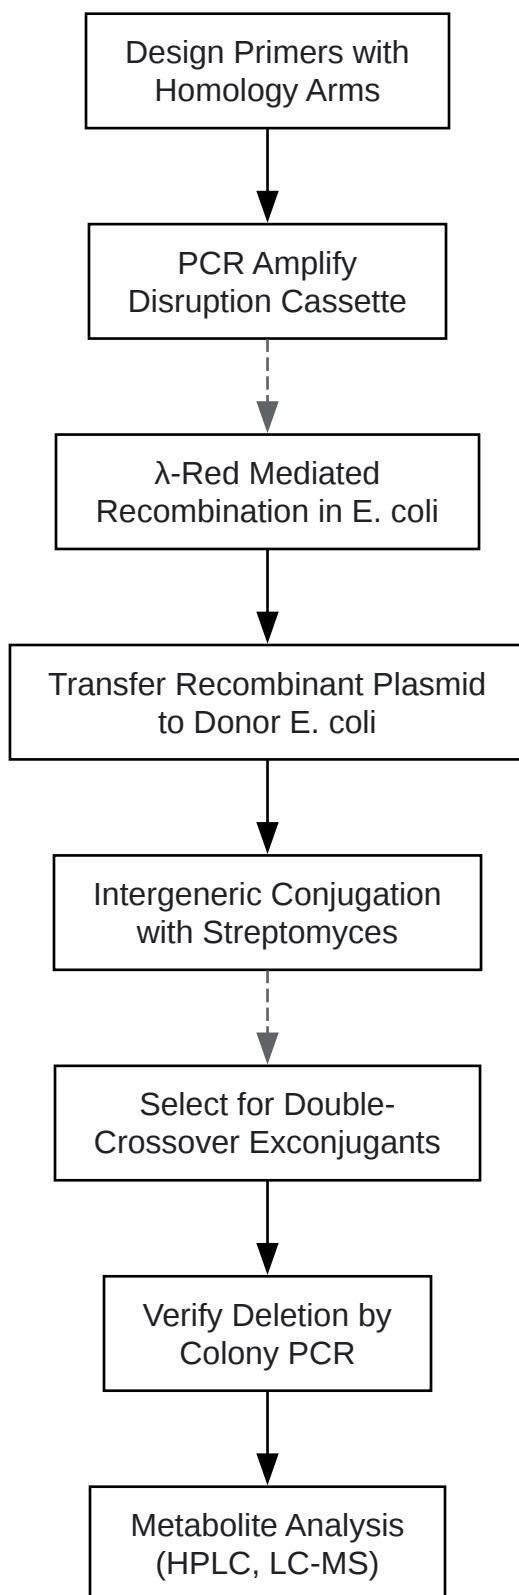 Design Primers with
Homology Arms
PCR Amplify
Disruption Cassette
λ-Red Mediated
Recombination in E. coli
Transfer Recombinant Plasmid
to Donor E. coli
Intergeneric Conjugation
with Streptomyces
Select for Double-
Crossover Exconjugants
Verify Deletion by
Colony PCR
Metabolite Analysis
(HPLC, LC-MS)